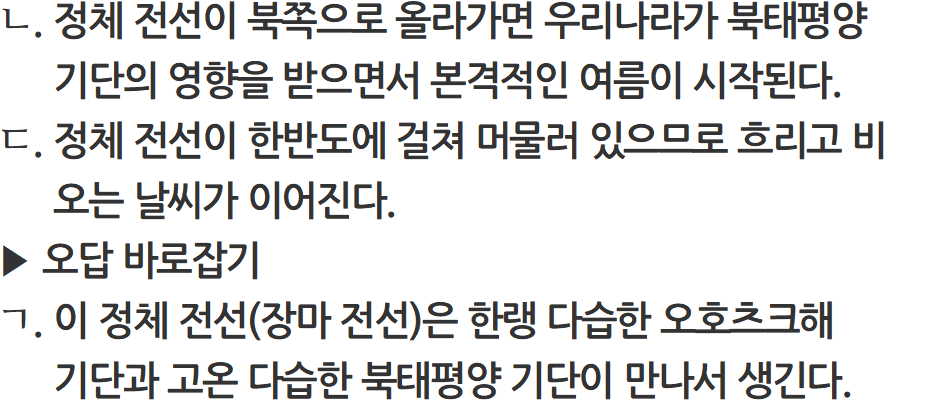 ㄴ. 정체 전선이 북쪽으로 올라가면 우리나라가 북태평양
기단의 영향을 받으면서 본격적인 여름이 시작된다.
ㄷ. 정체 전선이 한반도에 걸쳐 머물러 있으므로 흐리고 비
오는 날씨가 이어진다.
▶ 오답 바로잡기
ㄱ. 이 정체 전선(장마 전선)은 한랭 다습한 오호츠크해
기단과 고온 다습한 북태평양 기단이 만나서 생긴다.